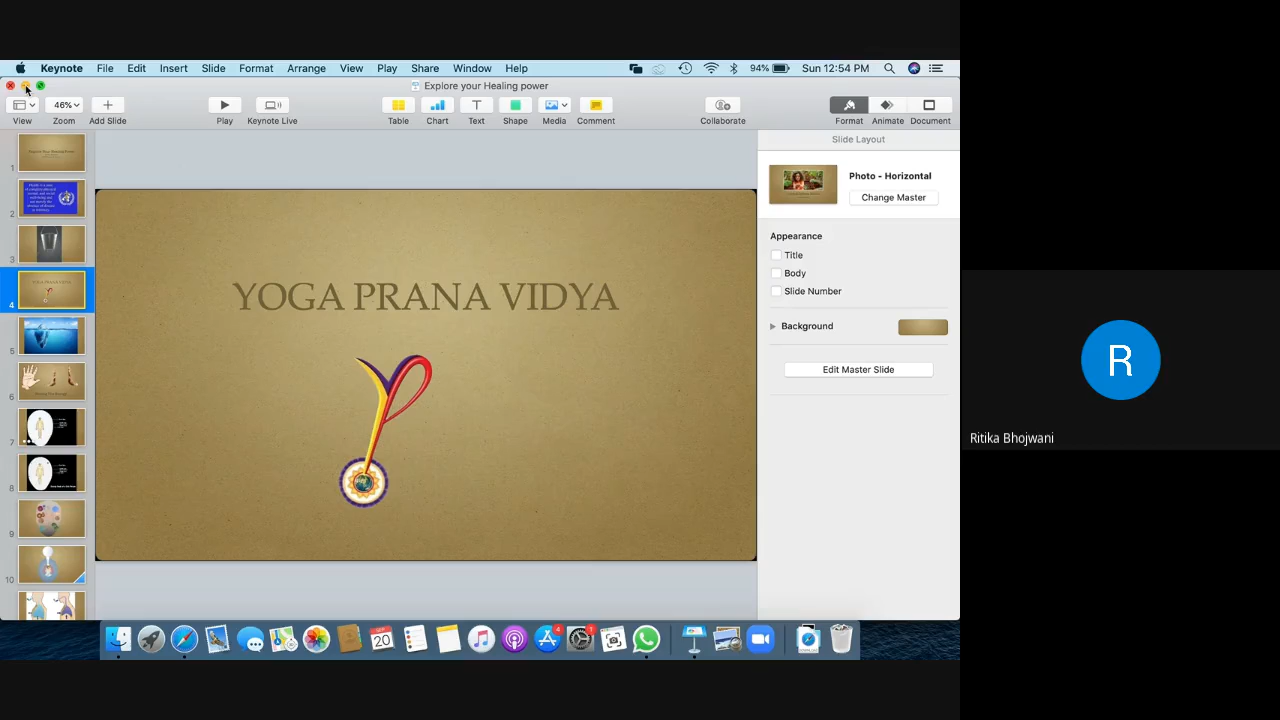 Keynote File Edit Insert Slide Format Arrange View Play Share Window Help 94% Sun 12:54 PM
Explore your Healing power
46%
View Zoom Add Slide Play Keynote Live Table Chart Text Shape Media Comment Collaborate Format Animate Document
Slide Layout
Photo - Horizontal
Change Master
Appearance
Title
Body
Slide Number
Background
Edit Master Slide
1
2
3
4
5
6
7
8
9
10
YOGA PRANA VIDYA
SEP
20
4
1
R
Ritika Bhojwani